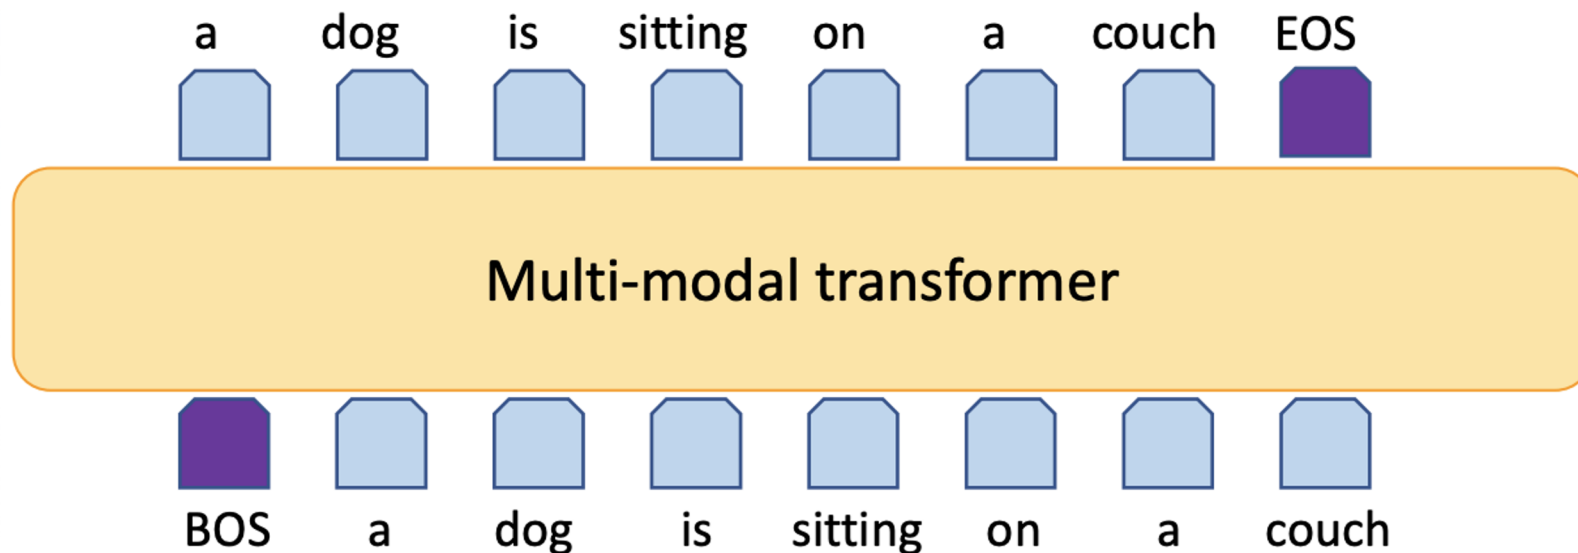 a dog is sitting on a couch EOS
Multi-modal transformer
BOS a dog is sitting on a couch